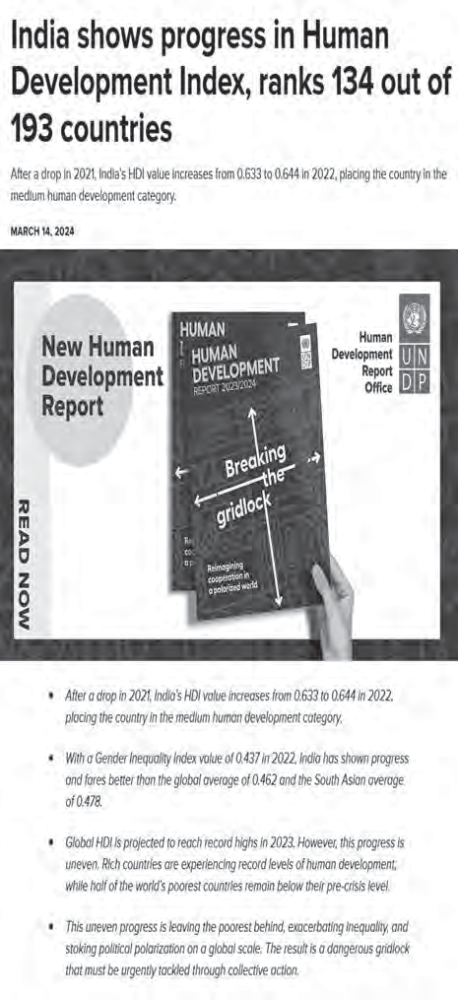 India shows progress in Human
Development Index, ranks 134 out of
193 countries
After a drop in 2021, India's HDI value increases from 0.633 to 0.644 in 2022, placing the country in the
medium human development category.
MARCH 14, 2024
New Human
Development
Report
READ NOW
HUMAN
HUMAN
DEVELOPMENT
REPORT 2023/2024
Breaking
the
gridlock
Reimagining
cooperation in
a polarized world
Human
Development
Report
Office
UN
DP
• After a drop in 2021, India's HDI value increases from 0.633 to 0.644 in 2022,
placing the country in the medium human development category.
• With a Gender Inequality Index value of 0.437 in 2022, India has shown progress
and fares better than the global average of 0.462 and the South Asian average
of 0.478.
• Global HDI is projected to reach record highs in 2023. However, this progress is
uneven. Rich countries are experiencing record levels of human development,
while half of the world's poorest countries remain below their pre-crisis level.
• This uneven progress is leaving the poorest behind, exacerbating inequality, and
stoking political polarization on a global scale. The result is a dangerous gridlock
that must be urgently tackled through collective action.